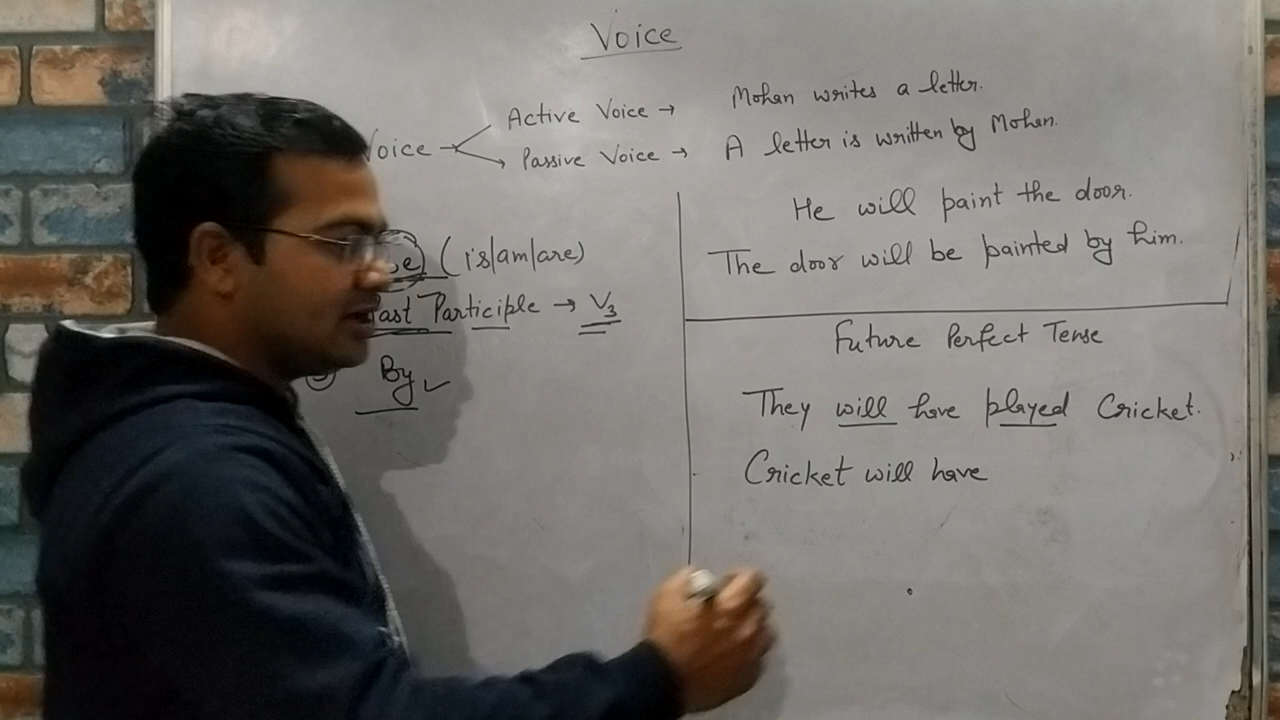 Voice
Voice → Active Voice → Mohan writes a letter.
→ Passive Voice → A letter is written by Mohan.
He will paint the door.
The door will be painted by him.
(is/am/are)
Past Participle → V3
By ✓
Future Perfect Tense
They will have played Cricket.
Cricket will have